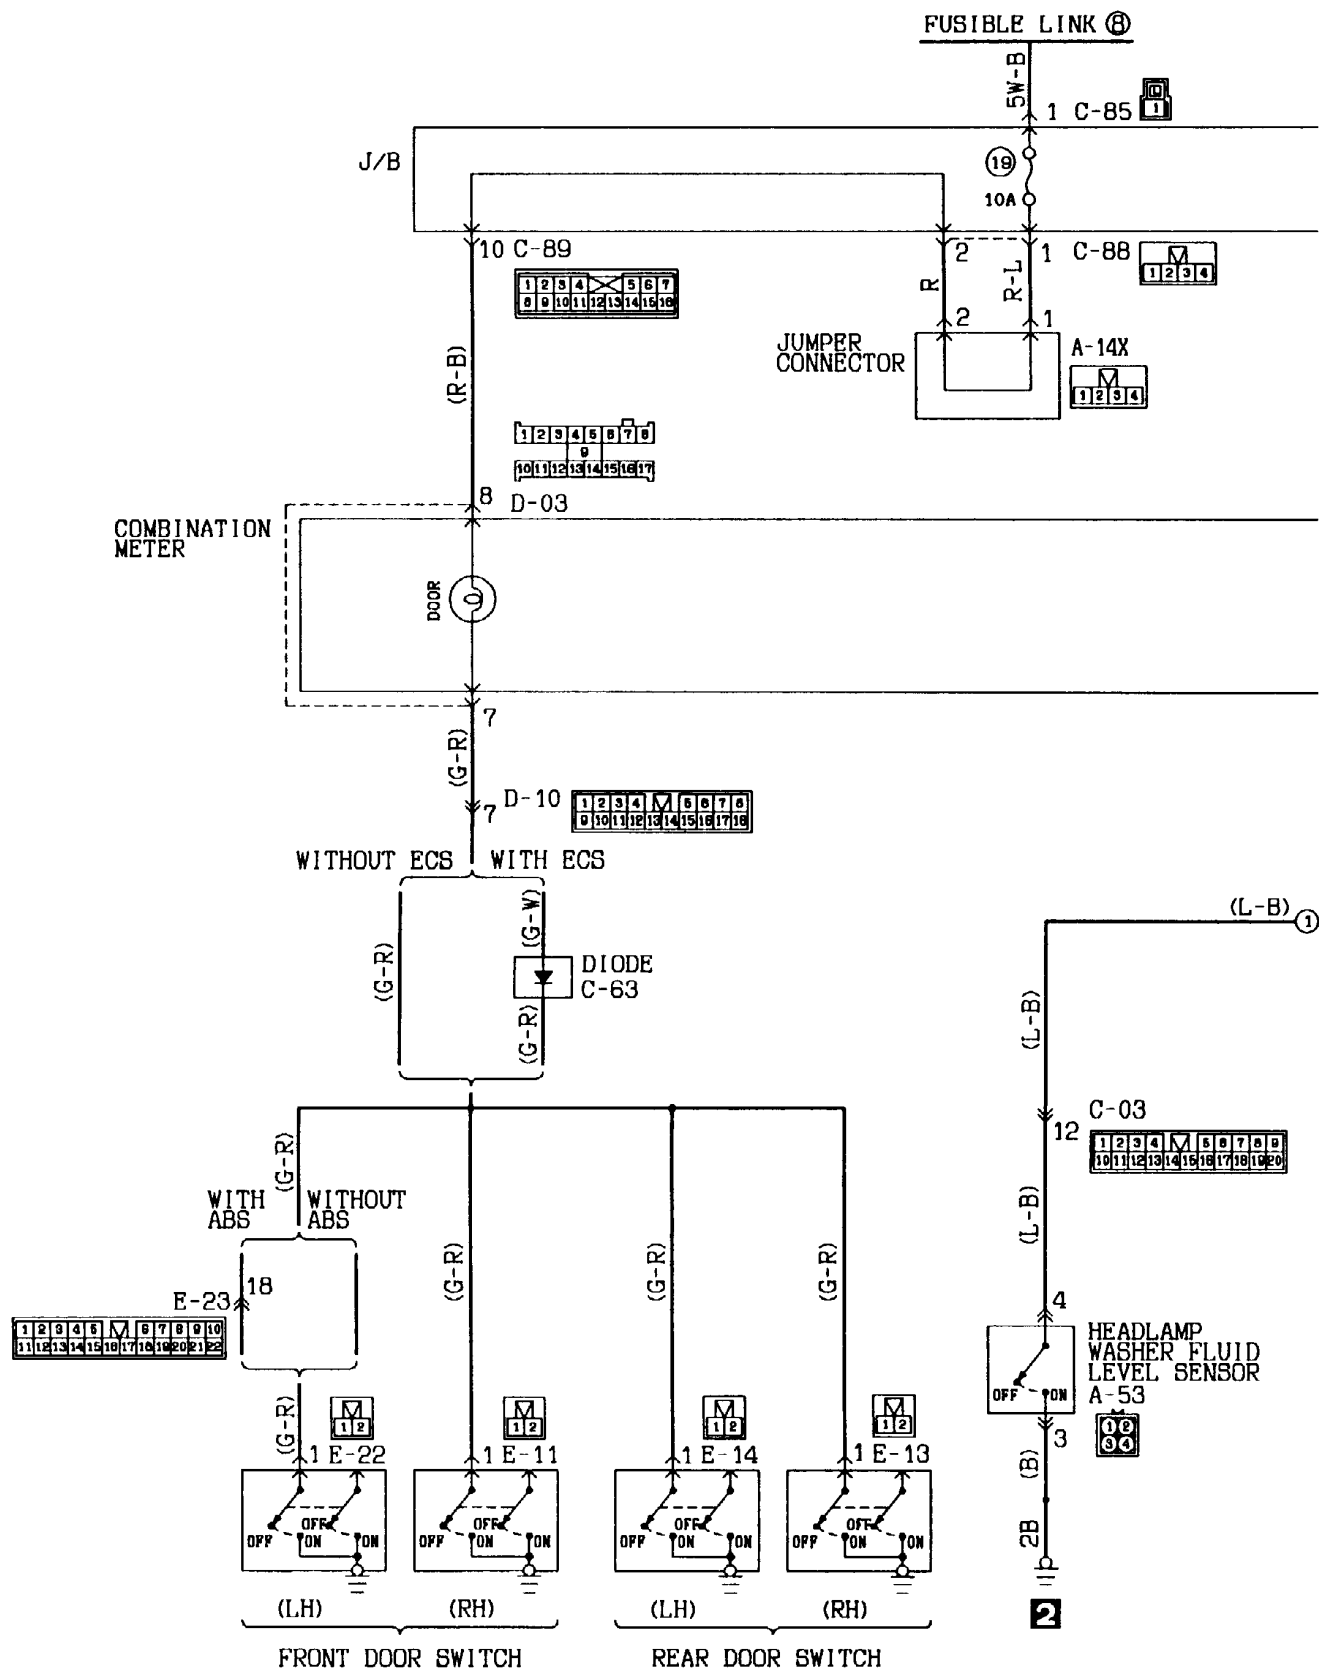 FUSIBLE LINK ⑧
5W-B
1 C-85
1
J/B
⑲
10A
10 C-89
1 2 3 4 5 6 7
8 9 10 11 12 13 14 15 16
2
1
C-88
1 2 3 4
R
R-L
2
1
JUMPER
CONNECTOR
A-14X
1 2 3 4
(R-B)
1 2 3 4 5 6 7 8
9
10 11 12 13 14 15 16 17
8 D-03
COMBINATION
METER
DOOR
7
(G-R)
7 D-10
1 2 3 4 5 6 7 8
9 10 11 12 13 14 15 16 17 18
WITHOUT ECS
WITH ECS
(G-R)
(G-W)
DIODE
C-63
(G-R)
(L-B) ①
(L-B)
12 C-03
1 2 3 4 5 6 7 8 9
10 11 12 13 14 15 16 17 18 19 20
(L-B)
(G-R)
WITH
ABS
WITHOUT
ABS
(G-R)
(G-R)
(G-R)
18
E-23
1 2 3 4 5 6 7 8 9 10
11 12 13 14 15 16 17 18 19 20 21 22
(G-R)
4
HEADLAMP
WASHER FLUID
LEVEL SENSOR
A-53
OFF ON
1 2
3 4
3
(B)
2B
2
1 2
1 2
1 2
1 2
1 E-22
1 E-11
1 E-14
1 E-13
OFF OFF ON ON
OFF OFF ON ON
OFF OFF ON ON
OFF OFF ON ON
(LH)
(RH)
(LH)
(RH)
FRONT DOOR SWITCH
REAR DOOR SWITCH